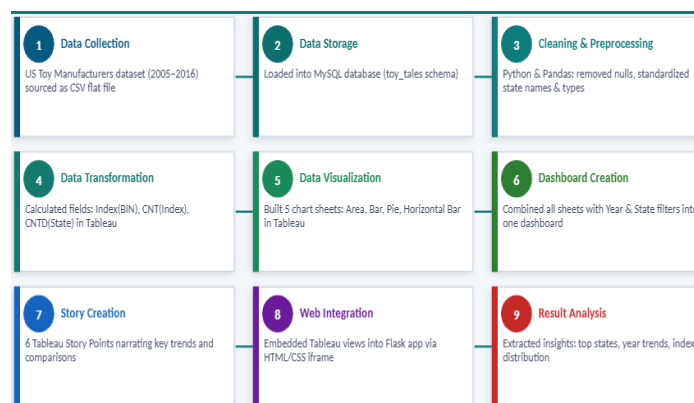 1 Data Collection
US Toy Manufacturers dataset (2005–2016)
sourced as CSV flat file
2 Data Storage
Loaded into MySQL database (toy_tales schema)
3 Cleaning & Preprocessing
Python & Pandas: removed nulls, standardized
state names & types
4 Data Transformation
Calculated fields: Index(BIN), CNT(Index),
CNTD(State) in Tableau
5 Data Visualization
Built 5 chart sheets: Area, Bar, Pie, Horizontal Bar
in Tableau
6 Dashboard Creation
Combined all sheets with Year & State filters into
one dashboard
7 Story Creation
6 Tableau Story Points narrating key trends and
comparisons
8 Web Integration
Embedded Tableau views into Flask app via
HTML/CSS iframe
9 Result Analysis
Extracted insights: top states, year trends, index
distribution